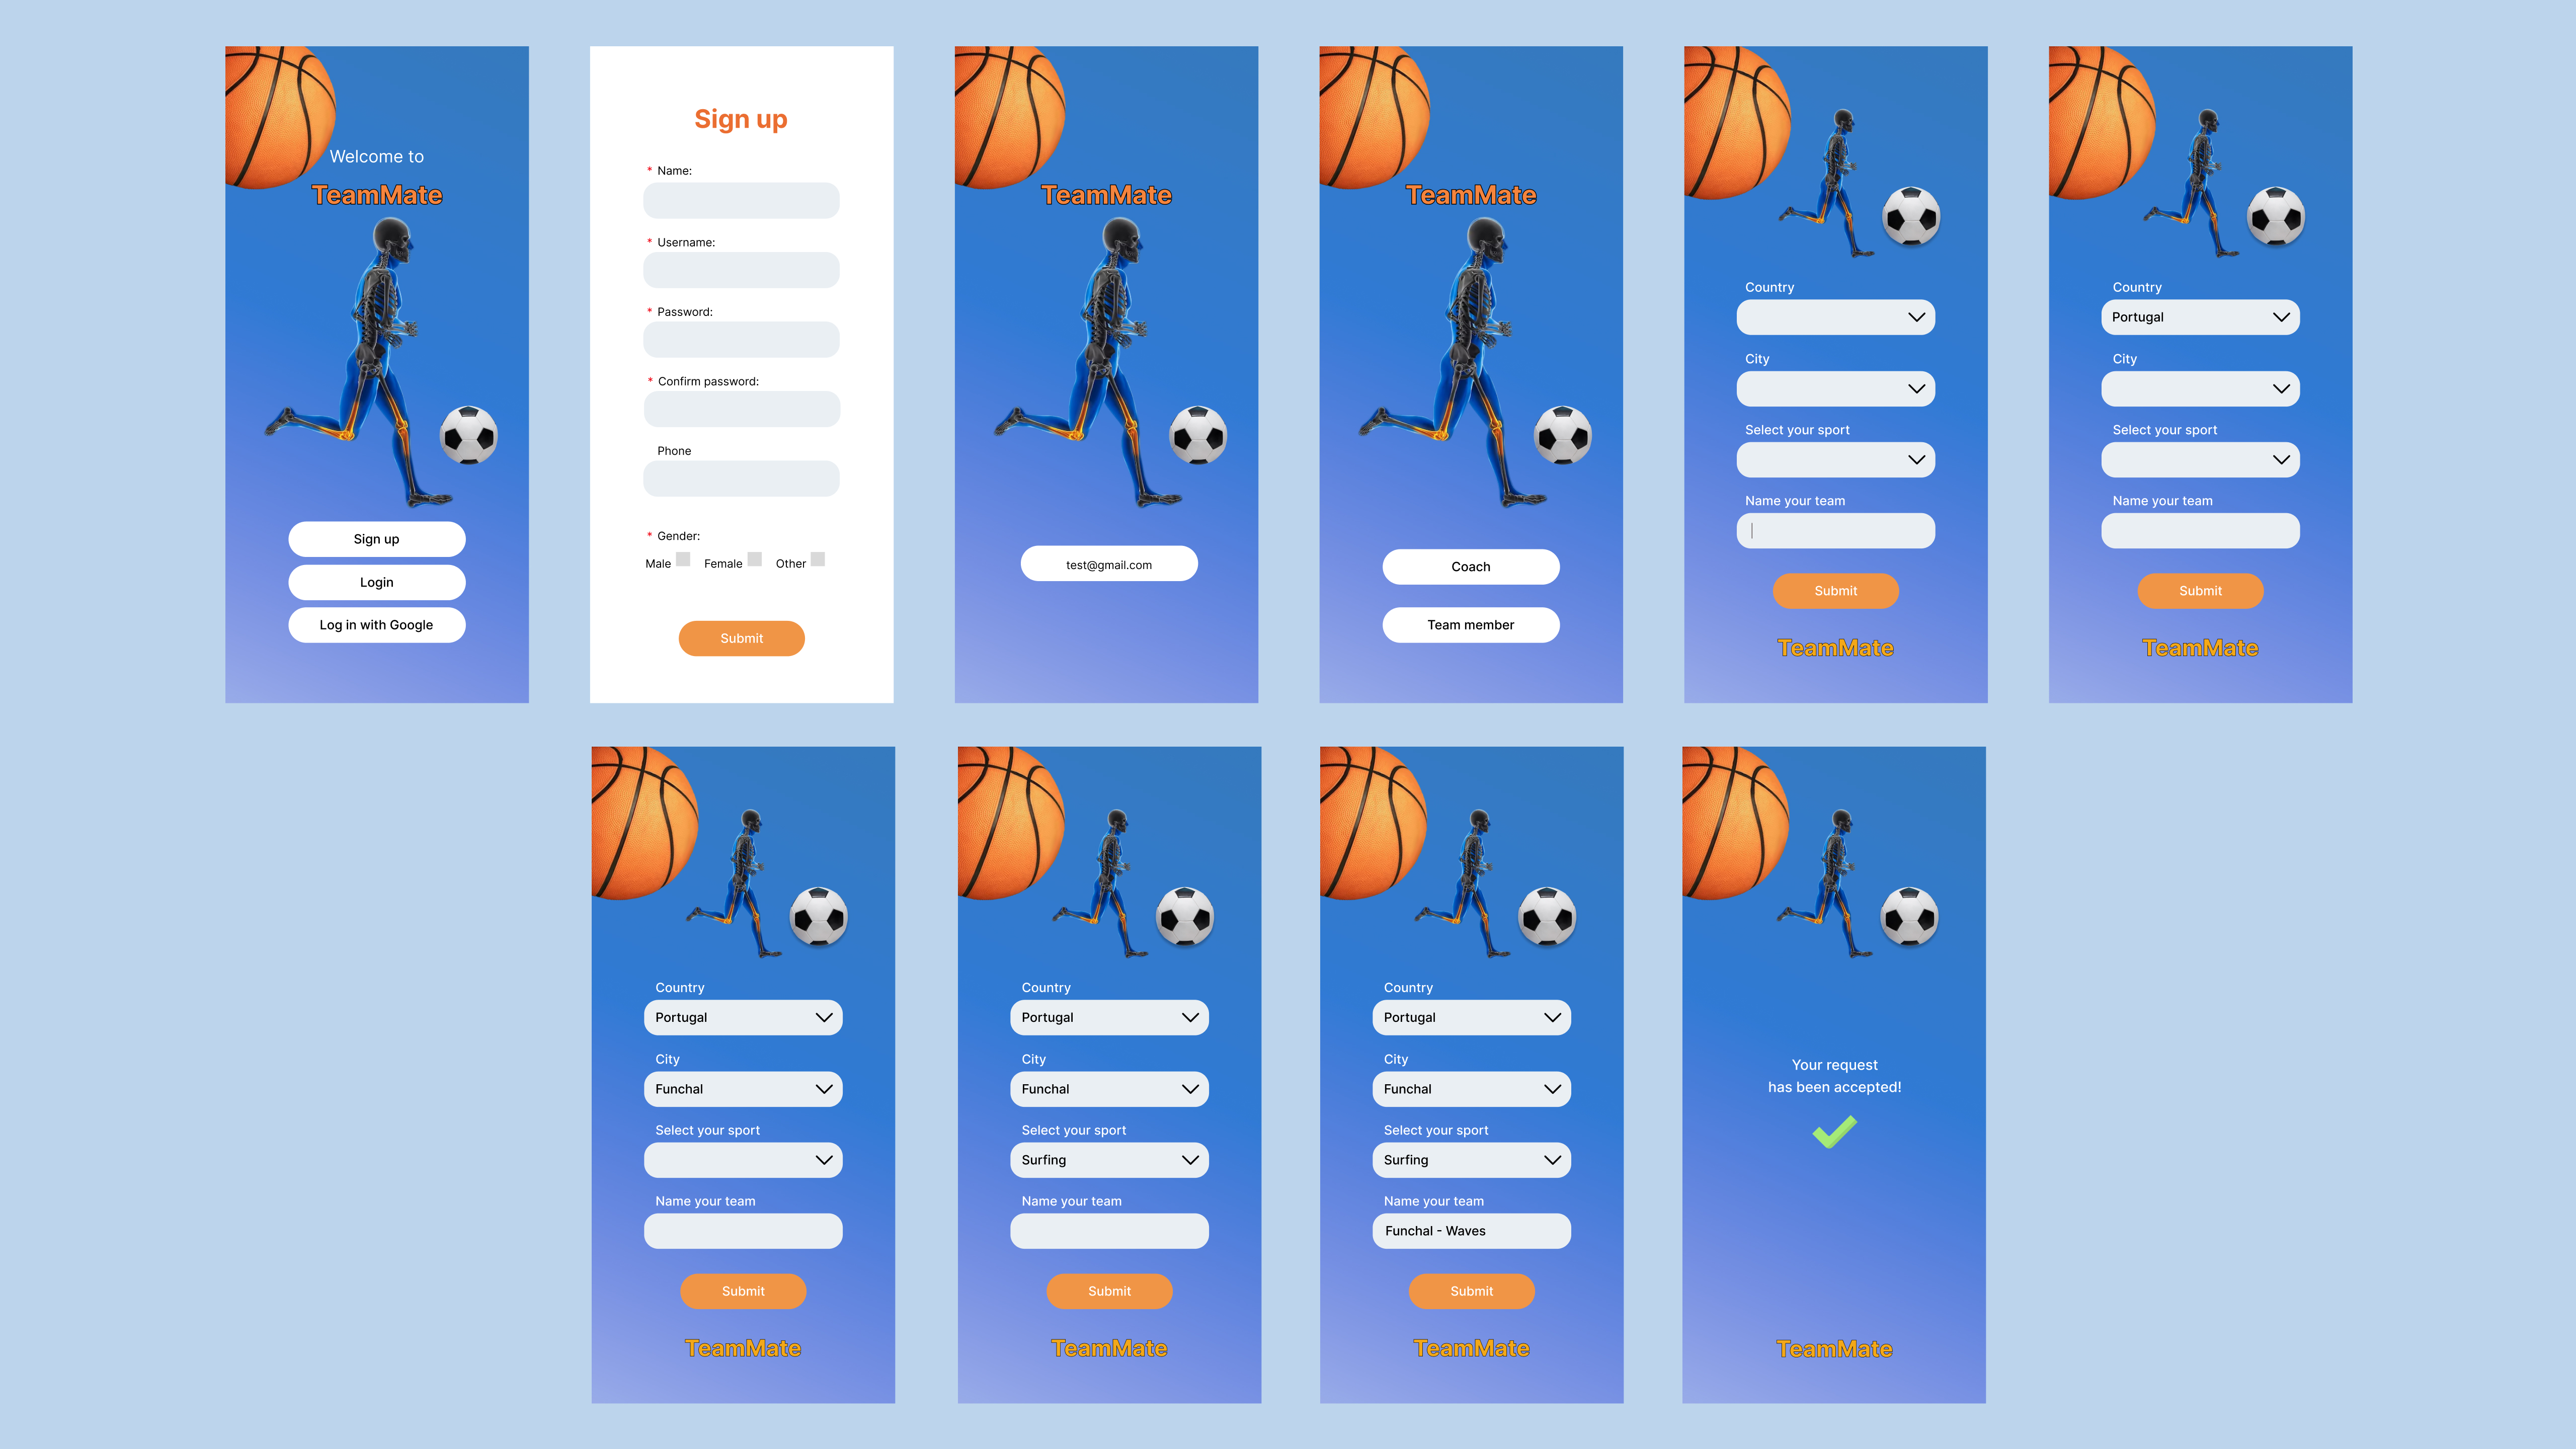 Welcome to
TeamMate
Sign up
Login
Log in with Google
Sign up
* Name:
* Username:
* Password:
* Confirm password:
Phone
* Gender:
Male Female Other
Submit
TeamMate
test@gmail.com
TeamMate
Coach
Team member
Country
City
Select your sport
Name your team
Submit
TeamMate
Country
Portugal
City
Select your sport
Name your team
Submit
TeamMate
Country
Portugal
City
Funchal
Select your sport
Name your team
Submit
TeamMate
Country
Portugal
City
Funchal
Select your sport
Surfing
Name your team
Submit
TeamMate
Country
Portugal
City
Funchal
Select your sport
Surfing
Name your team
Funchal - Waves
Submit
TeamMate
Your request
has been accepted!
TeamMate